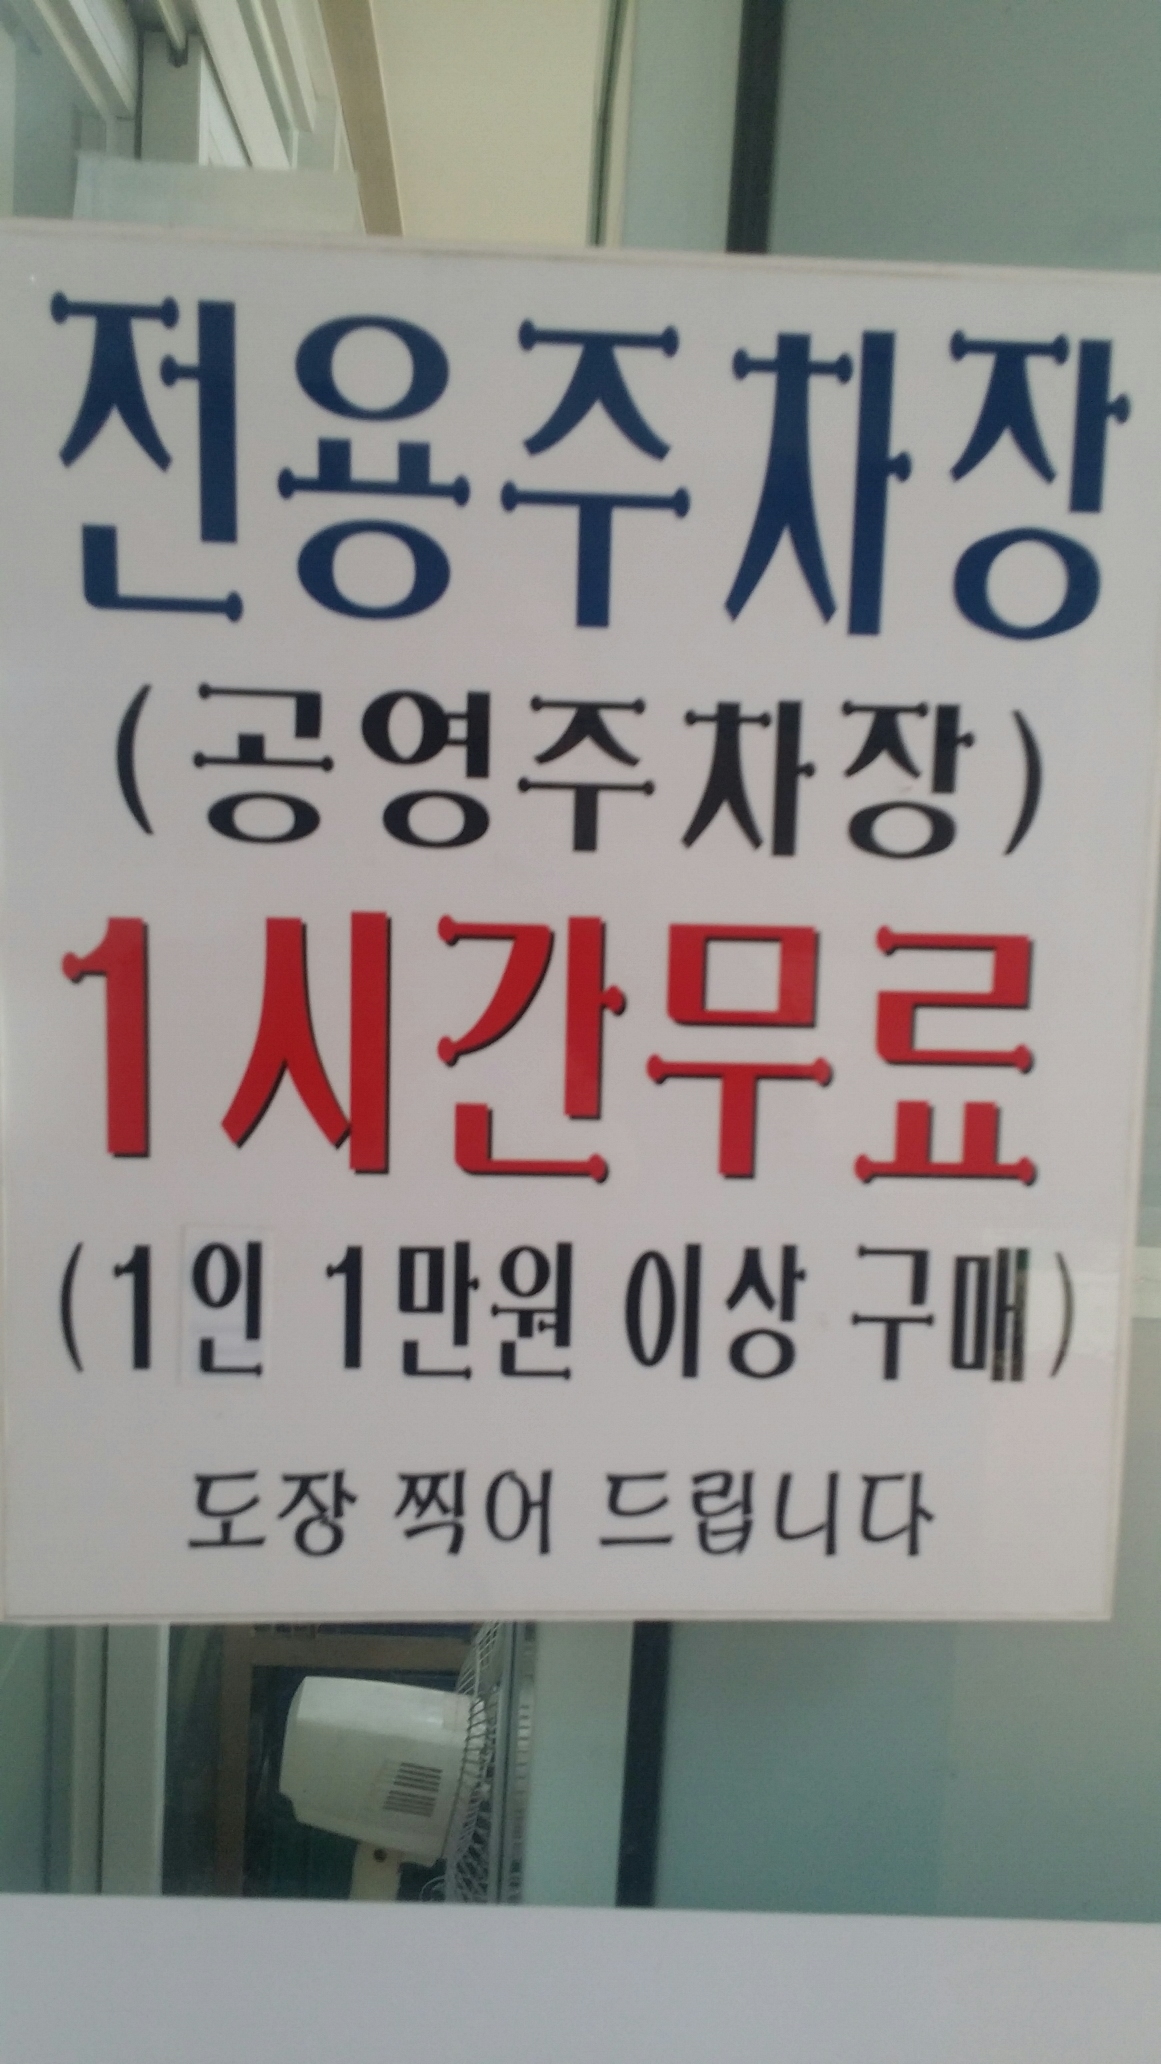 전용주차장
(공영주차장)
1시간무료
(1인 1만원 이상 구매)
도장 찍어 드립니다